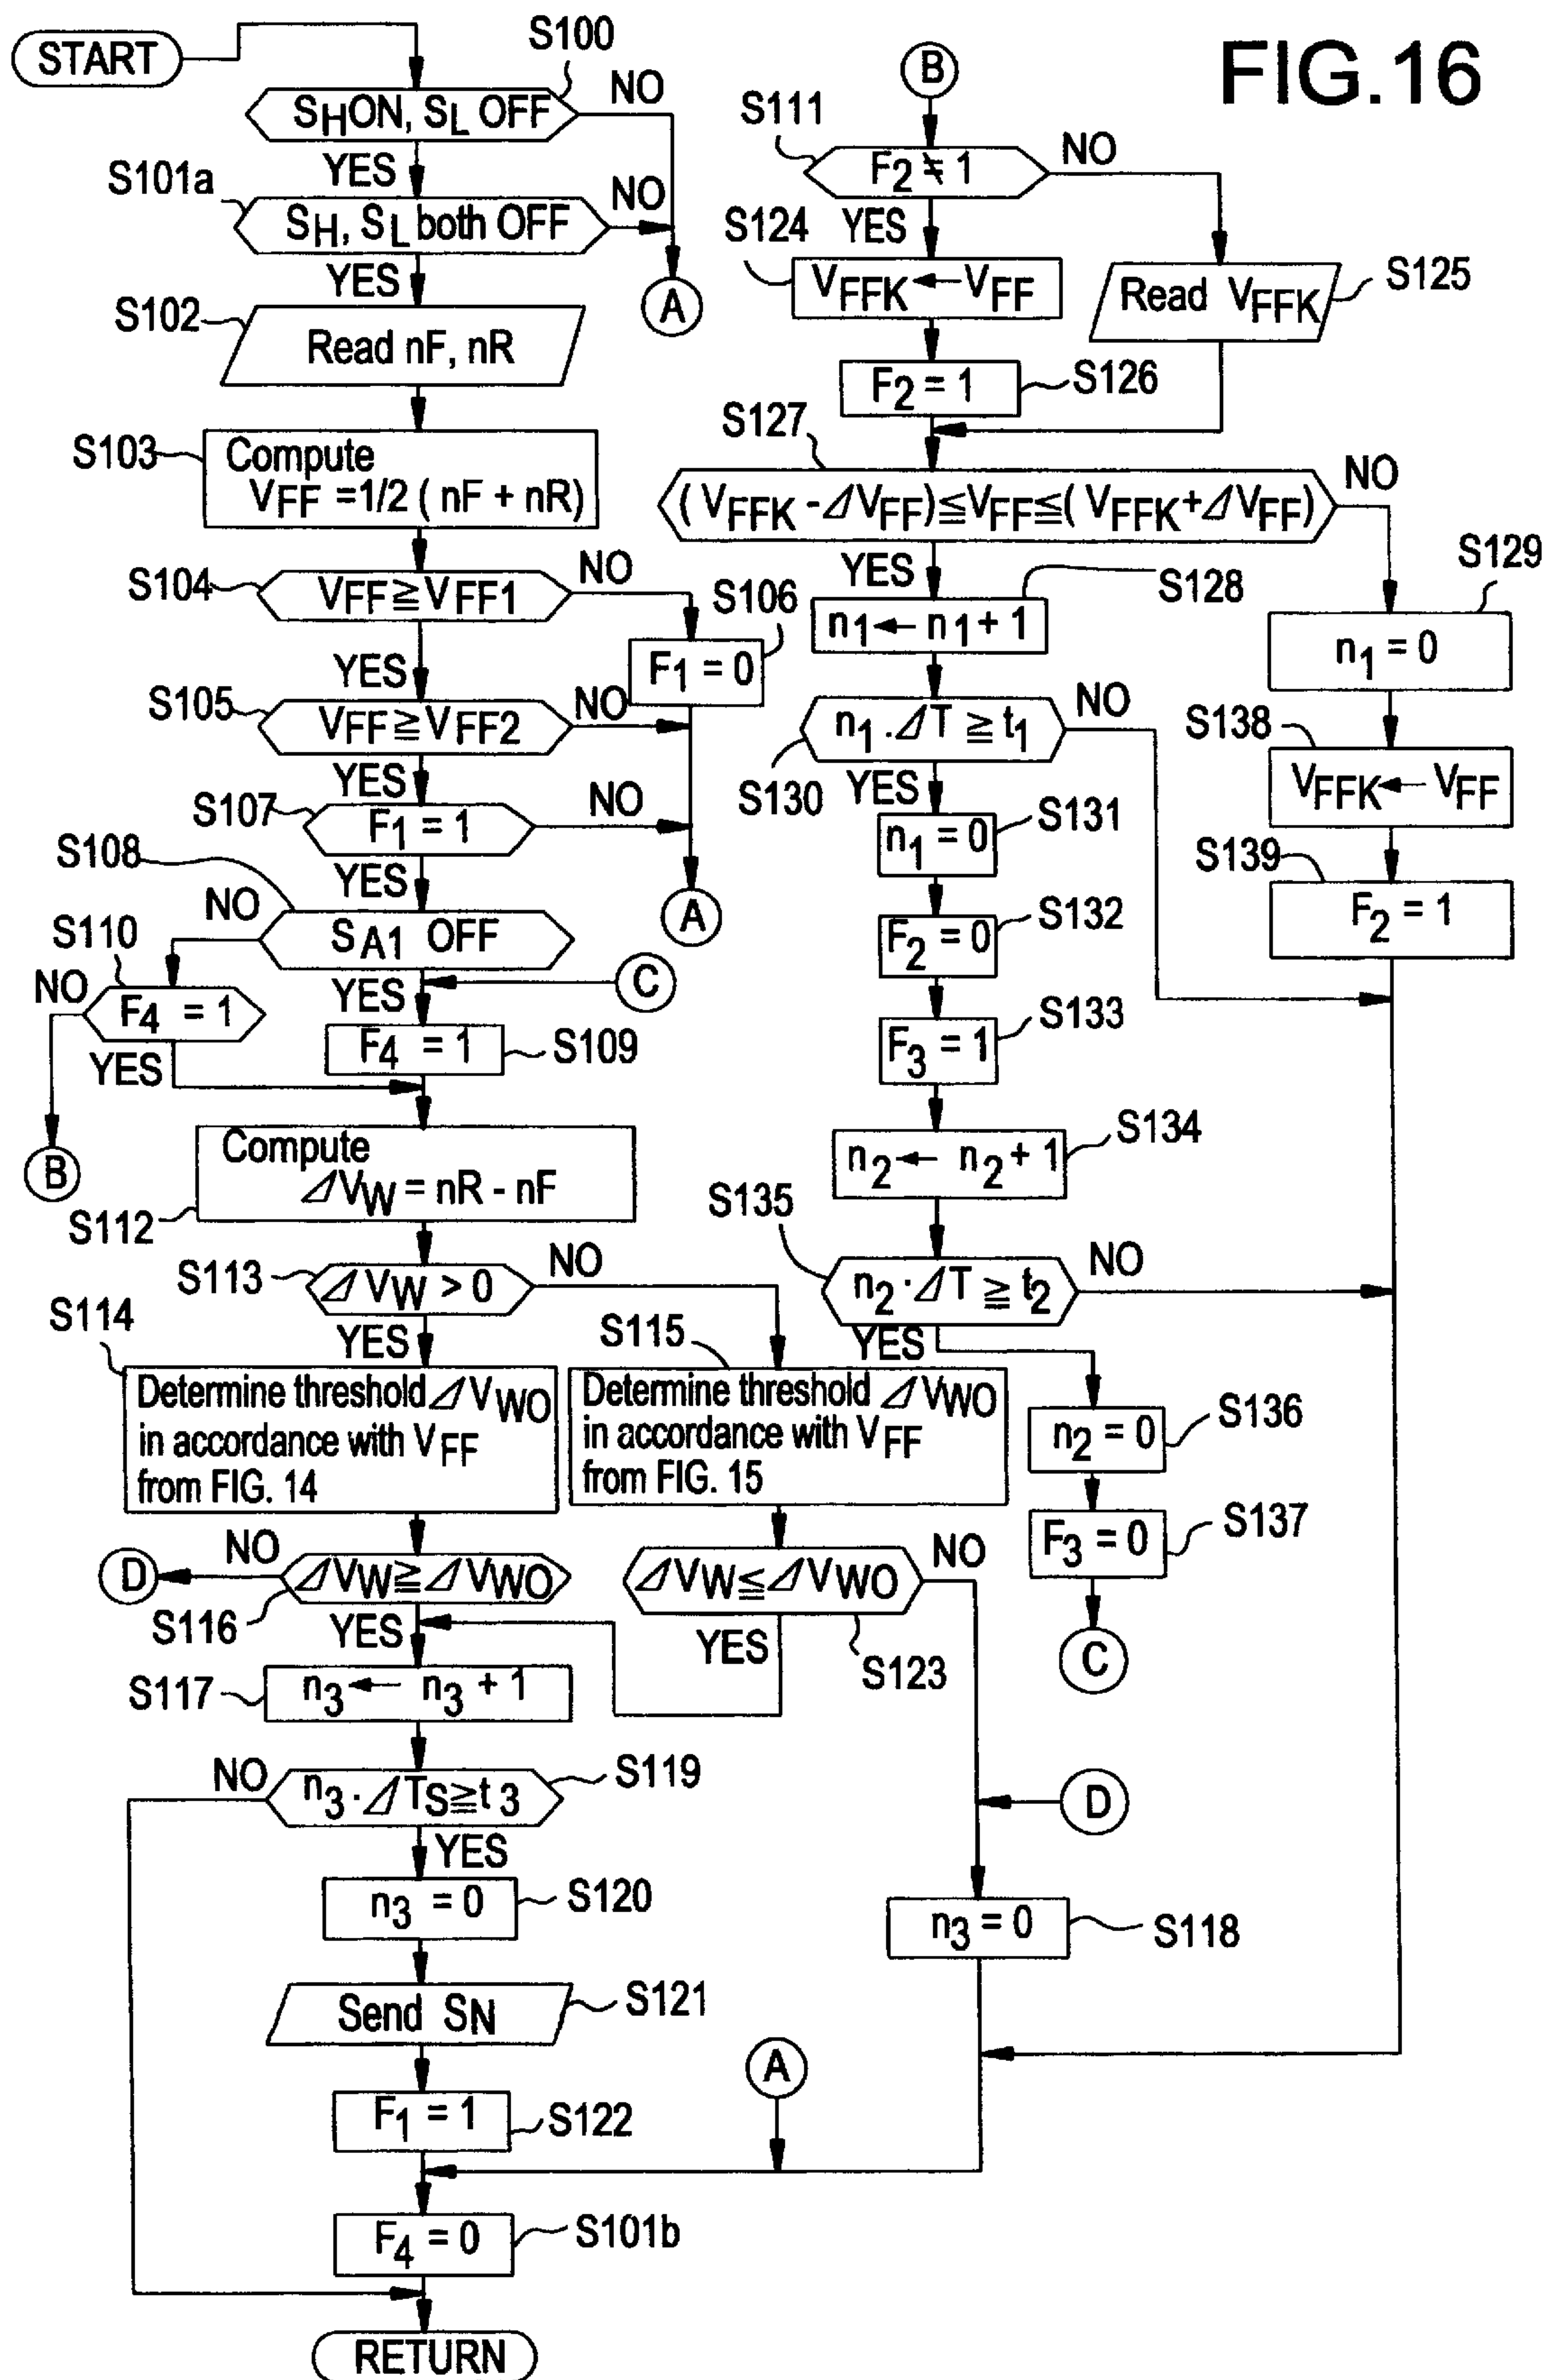 FIG.16
START
S100
SHON, SL OFF
NO
YES
S101a
SH, SL both OFF
NO
YES
A
S102
Read nF, nR
S103
Compute
VFF =1/2 ( nF + nR)
S104
VFF ≧ VFF1
NO
S106
F1 = 0
YES
S105
VFF ≧ VFF2
NO
YES
S107
F1 = 1
NO
YES
A
S108
NO
SA1 OFF
S110
NO
F4 = 1
YES
YES
C
F4 = 1
S109
B
Compute
⊿VW = nR - nF
S112
S113
⊿VW > 0
NO
YES
S114
Determine threshold ⊿VWO
in accordance with VFF
from FIG. 14
S115
Determine threshold ⊿VWO
in accordance with VFF
from FIG. 15
D
NO
⊿VW ≧ ⊿VWO
S116
YES
⊿VW ≦ ⊿VWO
NO
YES
S123
S117
n3 ← n3 + 1
NO
n3 · ⊿TS ≧ t3
S119
YES
n3 = 0
S120
D
n3 = 0
S118
Send SN
S121
A
F1 = 1
S122
F4 = 0
S101b
RETURN
B
S111
F2 ≠ 1
NO
YES
S124
VFFK ← VFF
Read VFFK
S125
F2 = 1
S126
S127
( VFFK - ⊿VFF) ≦ VFF ≦ ( VFFK + ⊿VFF)
NO
YES
S128
n1 ← n1 + 1
S129
n1 = 0
n1 . ⊿T ≧ t1
NO
S130
YES
S138
VFFK ← VFF
n1 = 0
S131
S139
F2 = 1
F2 = 0
S132
F3 = 1
S133
n2 ← n2 + 1
S134
S135
n2 · ⊿T ≧ t2
NO
YES
n2 = 0
S136
F3 = 0
S137
C